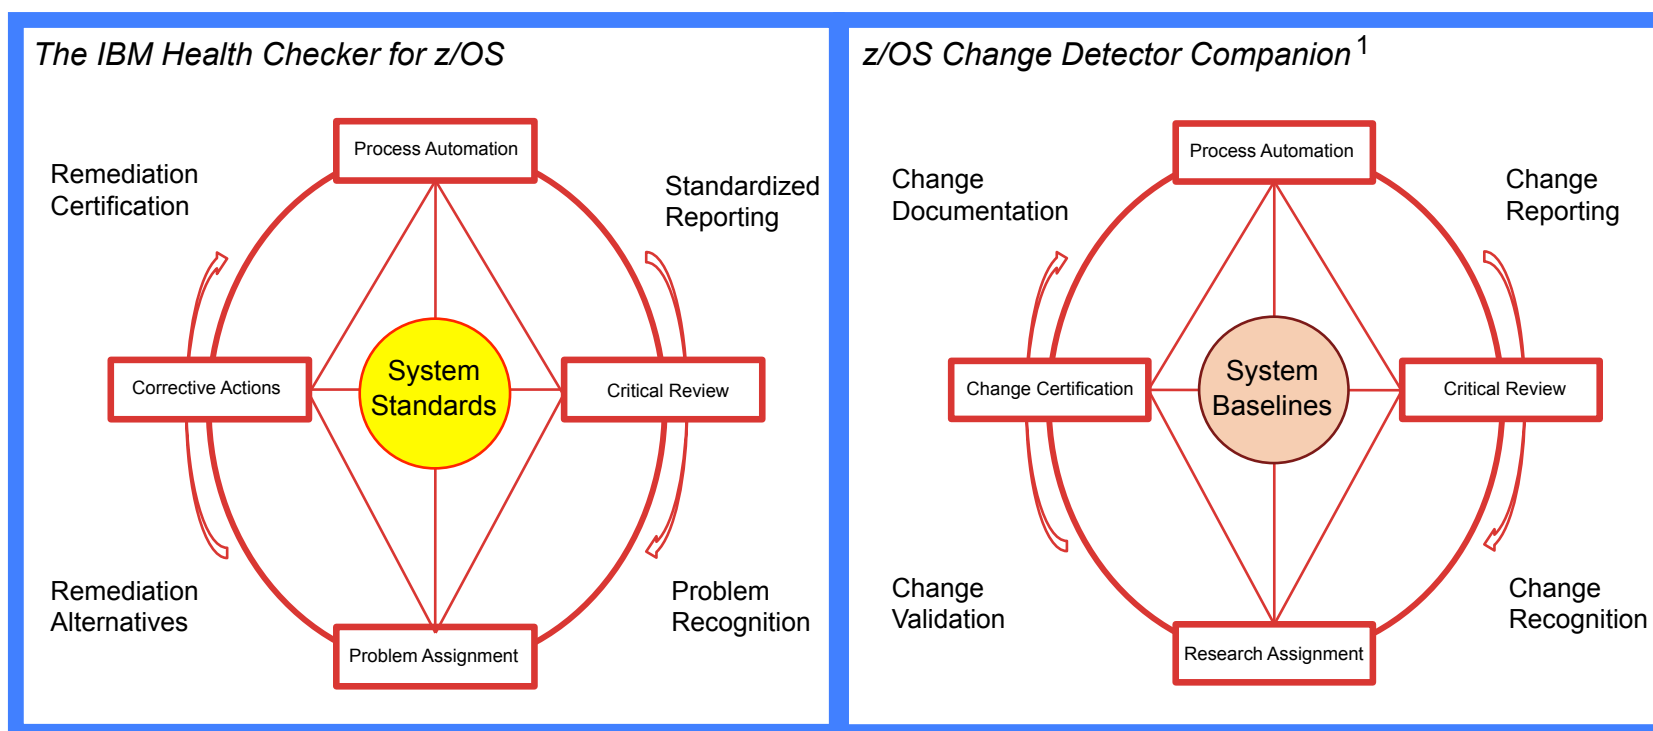 The IBM Health Checker for z/OS
Process Automation
Remediation
Certification
Standardized
Reporting
Corrective Actions
System
Standards
Critical Review
Remediation
Alternatives
Problem
Recognition
Problem Assignment
z/OS Change Detector Companion 1
Process Automation
Change
Documentation
Change
Reporting
Change Certification
System
Baselines
Critical Review
Change
Validation
Change
Recognition
Research Assignment